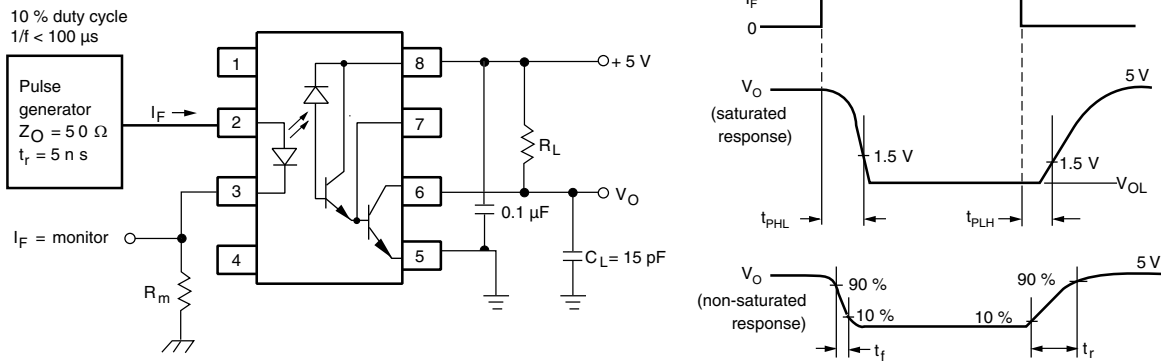 10 % duty cycle
1/f < 100 µs
Pulse
generator
Z_O = 50 Ω
t_r = 5 n s
I_F
1
2
3
4
8
7
6
5
+ 5 V
R_L
V_O
0.1 µF
C_L = 15 pF
I_F = monitor
R_m
I_F
0
V_O
(saturated
response)
5 V
1.5 V
1.5 V
V_OL
t_PHL
t_PLH
V_O
(non-saturated
response)
5 V
90 %
10 %
90 %
10 %
t_f
t_r